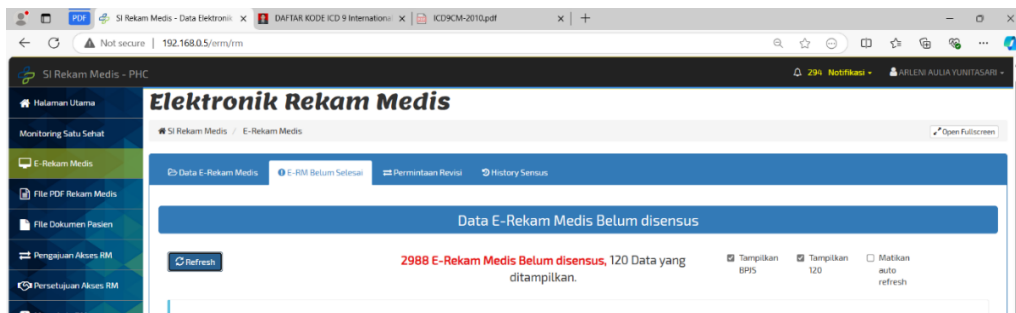 PDF
SI Rekam Medis - Data Elektronik
DAFTAR KODE ICD 9 International
ICD9CM-2010.pdf
Not secure | 192.168.0.5/erm/rm
SI Rekam Medis - PHC
294 Notifikasi
ARLENI AULIA YUNITASARI
Halaman Utama
Monitoring Satu Sehat
E-Rekam Medis
File PDF Rekam Medis
File Dokumen Pasien
Pengajuan Akses RM
Persetujuan Akses RM
Elektronik Rekam Medis
SI Rekam Medis / E-Rekam Medis
Open Fullscreen
Data E-Rekam Medis
E-RM Belum Selesai
Permintaan Revisi
History Sensus
Data E-Rekam Medis Belum disensus
Refresh
2988 E-Rekam Medis Belum disensus, 120 Data yang
ditampilkan.
Tampilkan
BPJS
Tampilkan
120
Matikan
auto
refresh